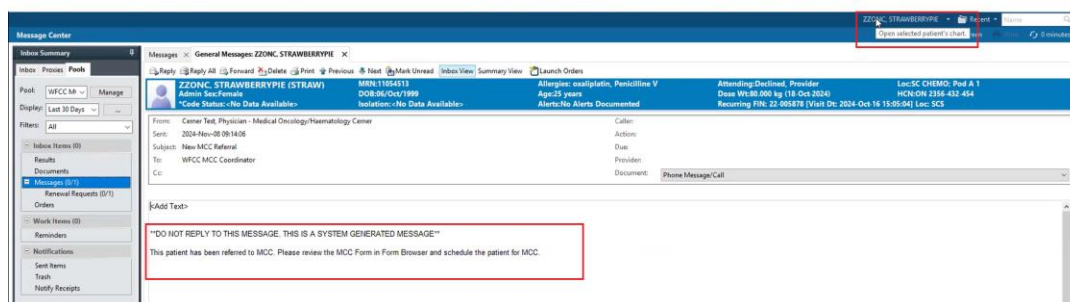 ZZONC, STRAWBERRYPIE Recent Name
Message Center Open selected patient's chart. 0 minutes
Inbox Summary
Messages General Messages: ZZONC, STRAWBERRYPIE
Inbox Proxies Pools
Reply Reply All Forward Delete Print Previous Next Mark Unread Inbox View Summary View Launch Orders
Pool: WFCC M Manage
Display: Last 30 Days ...
Filters: All
ZZONC, STRAWBERRYPIE (STRAW) MRN:11054511 Allergies: oxaliplatin, Penicilline V Attending:Declined, Provider Loc:SC CHEMO; Pod A 1
Admin Sex:Female DOB:06/Oct/1999 Age:25 years Dose Wt:80.000 kg (18-Oct-2024) HCN:ON 2356-432-454
*Code Status:<No Data Available> Isolation:<No Data Available> Alerts:No Alerts Documented Recurring FIN: 22-005878 [Visit Dt: 2024-Oct-16 15:05:04] Loc: SCS
From: Cerner Test, Physician - Medical Oncology/Haematology Cerner Caller:
Sent: 2024-Nov-08 09:14:06 Action:
Subject: New MCC Referral Due:
To: WFCC MCC Coordinator Provider:
Cc: Document: Phone Message/Call
Inbox Items (0)
Results
Documents
Messages (0/1)
Renewal Requests (0/1)
Orders
Work Items (0)
Reminders
Notifications
Sent Items
Trash
Notify Receipts
<Add Text>
**DO NOT REPLY TO THIS MESSAGE. THIS IS A SYSTEM GENERATED MESSAGE**
This patient has been referred to MCC. Please review the MCC Form in Form Browser and schedule the patient for MCC.